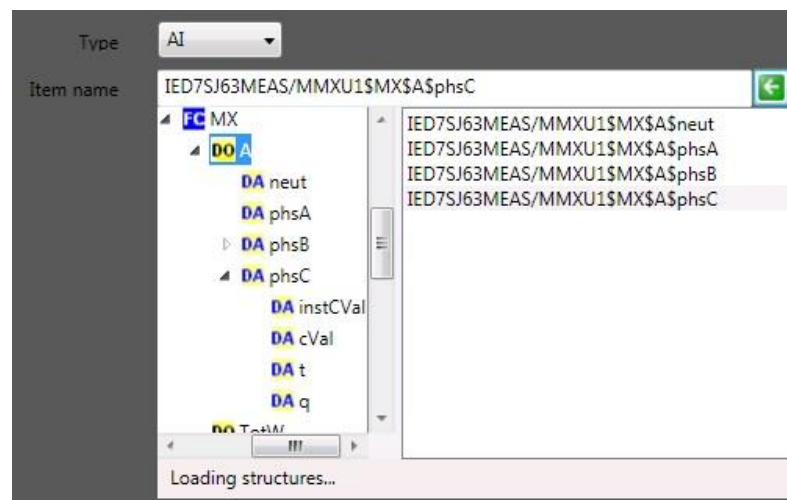 Type AI
Item name IED7SJ63MEAS/MMXU1$MX$A$phsC
FC MX
DO A
DA neut
DA phsA
DA phsB
DA phsC
DA instCVal
DA cVal
DA t
DA q
DO TotW
IED7SJ63MEAS/MMXU1$MX$A$neut
IED7SJ63MEAS/MMXU1$MX$A$phsA
IED7SJ63MEAS/MMXU1$MX$A$phsB
IED7SJ63MEAS/MMXU1$MX$A$phsC
Loading structures...